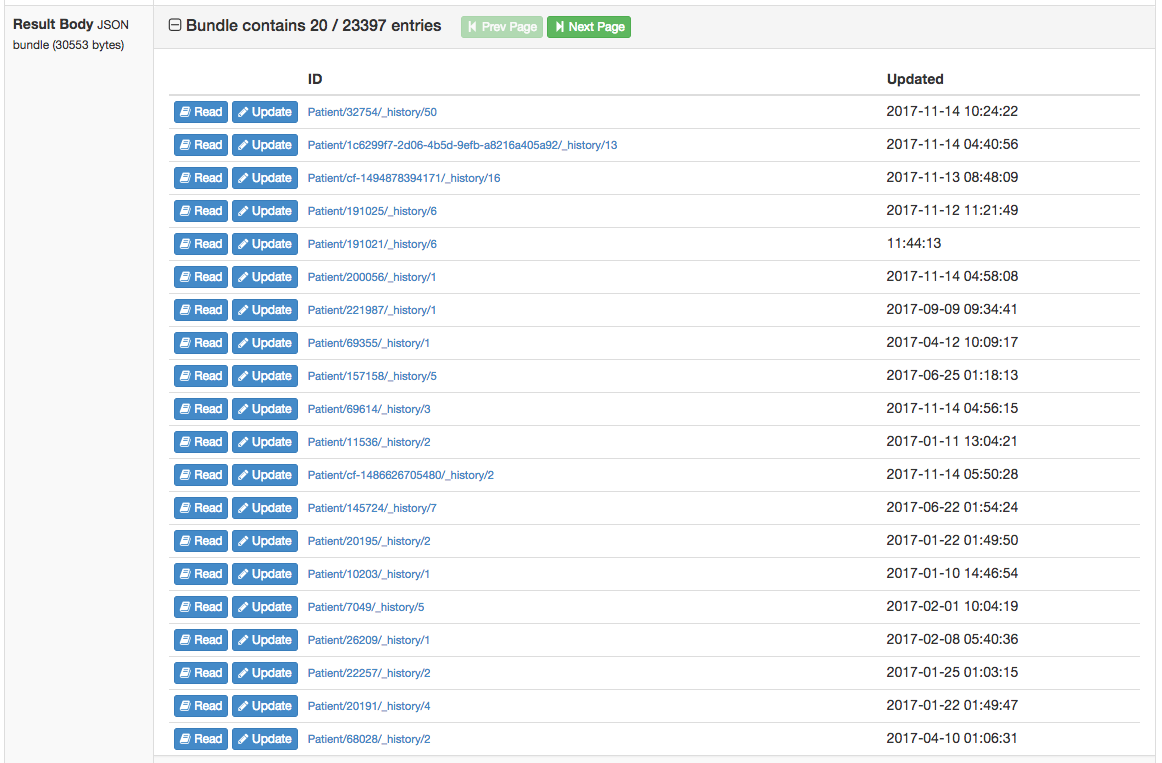 Result Body JSON
bundle (30553 bytes)
Bundle contains 20 / 23397 entries Prev Page Next Page
ID Updated
Read Update Patient/32754/_history/50 2017-11-14 10:24:22
Read Update Patient/1c6299f7-2d06-4b5d-9efb-a8216a405a92/_history/13 2017-11-14 04:40:56
Read Update Patient/cf-1494878394171/_history/16 2017-11-13 08:48:09
Read Update Patient/191025/_history/6 2017-11-12 11:21:49
Read Update Patient/191021/_history/6 11:44:13
Read Update Patient/200056/_history/1 2017-11-14 04:58:08
Read Update Patient/221987/_history/1 2017-09-09 09:34:41
Read Update Patient/69355/_history/1 2017-04-12 10:09:17
Read Update Patient/157158/_history/5 2017-06-25 01:18:13
Read Update Patient/69614/_history/3 2017-11-14 04:56:15
Read Update Patient/11536/_history/2 2017-01-11 13:04:21
Read Update Patient/cf-1486626705480/_history/2 2017-11-14 05:50:28
Read Update Patient/145724/_history/7 2017-06-22 01:54:24
Read Update Patient/20195/_history/2 2017-01-22 01:49:50
Read Update Patient/10203/_history/1 2017-01-10 14:46:54
Read Update Patient/7049/_history/5 2017-02-01 10:04:19
Read Update Patient/26209/_history/1 2017-02-08 05:40:36
Read Update Patient/22257/_history/2 2017-01-25 01:03:15
Read Update Patient/20191/_history/4 2017-01-22 01:49:47
Read Update Patient/68028/_history/2 2017-04-10 01:06:31